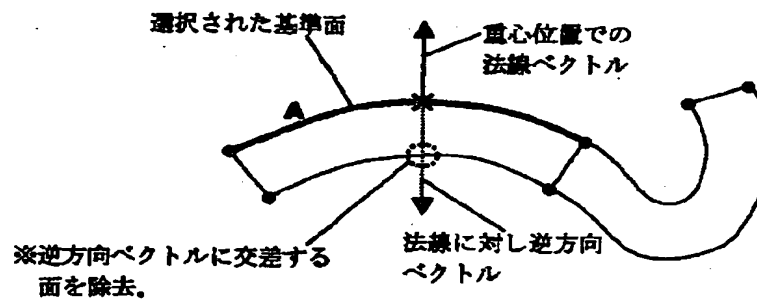 選択された基準面
重心位置での
法線ベクトル
A
※逆方向ベクトルに交差する
面を除去。
法線に対し逆方向
ベクトル